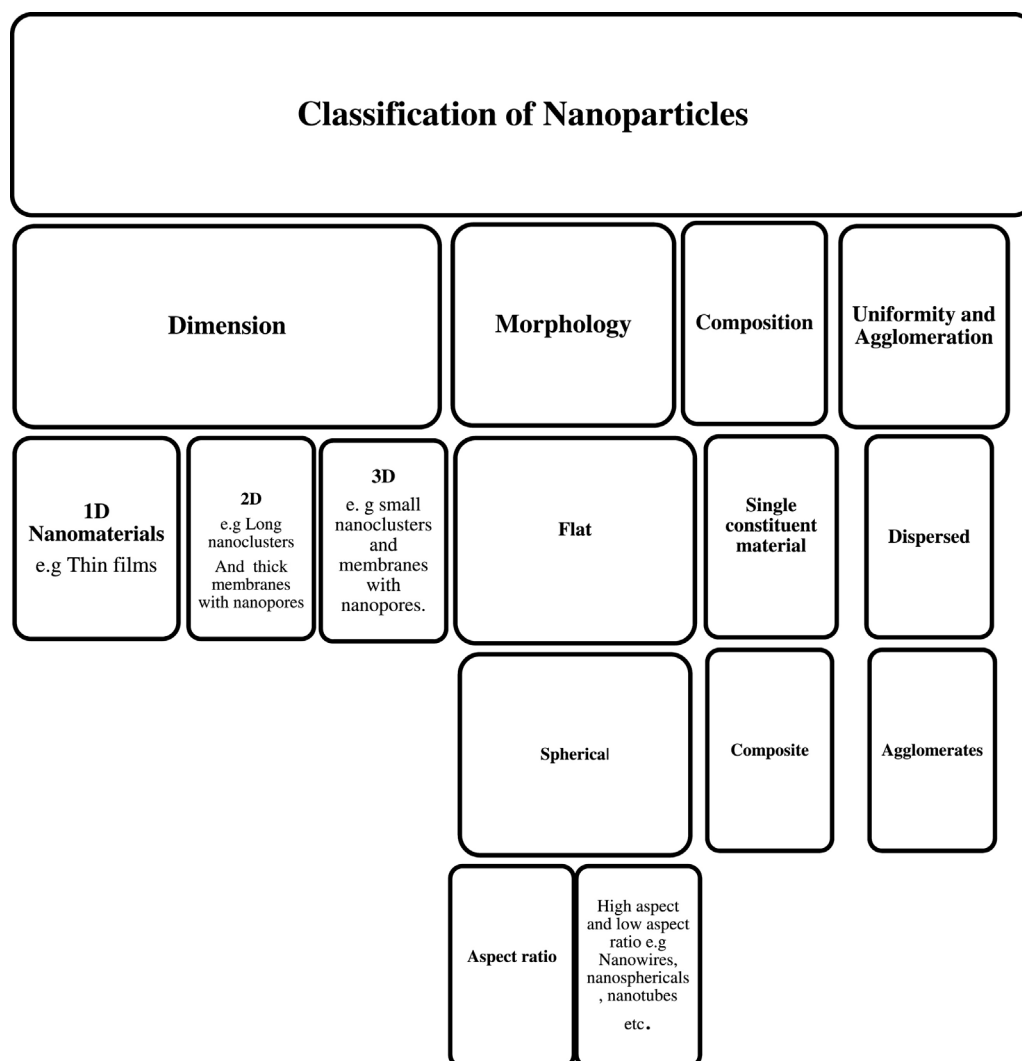 Classification of Nanoparticles
Dimension
Morphology
Composition
Uniformity and
Agglomeration
1D
Nanomaterials
e.g Thin films
2D
e.g Long
nanoclusters
And thick
membranes
with nanopores
3D
e. g small
nanoclusters
and
membranes
with
nanopores.
Flat
Single
constituent
material
Dispersed
Spherical
Composite
Agglomerates
Aspect ratio
High aspect
and low aspect
ratio e.g
Nanowires,
nanosphericals
, nanotubes
etc.